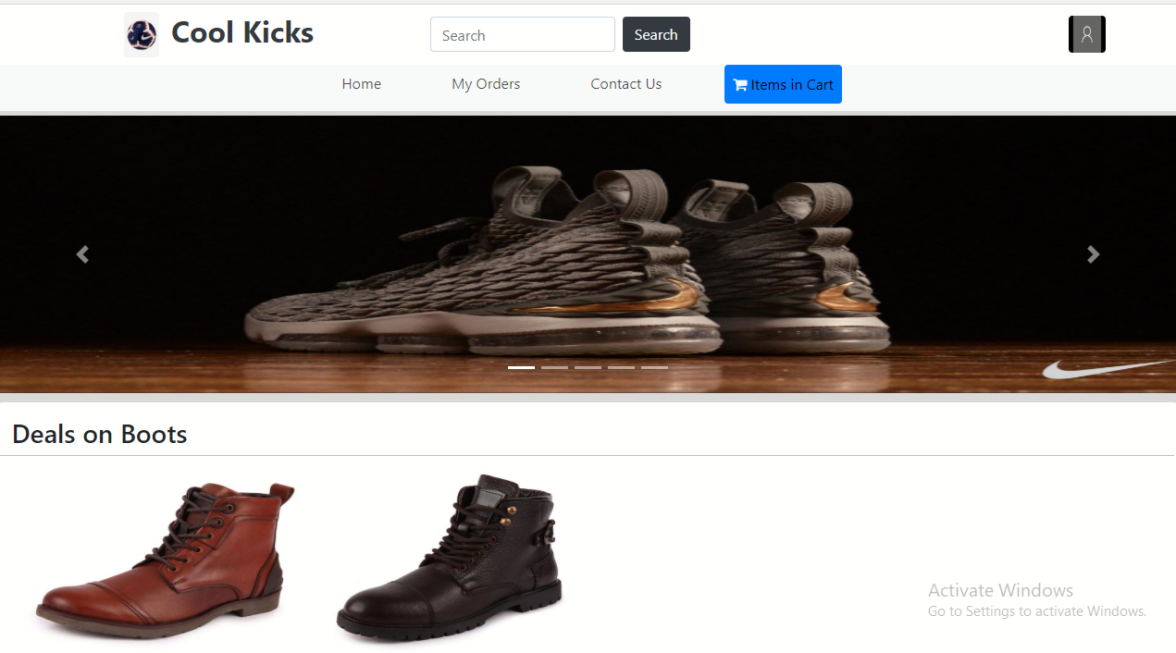 Cool Kicks
Search Search
Home My Orders Contact Us Items in Cart
Deals on Boots
Activate Windows
Go to Settings to activate Windows.